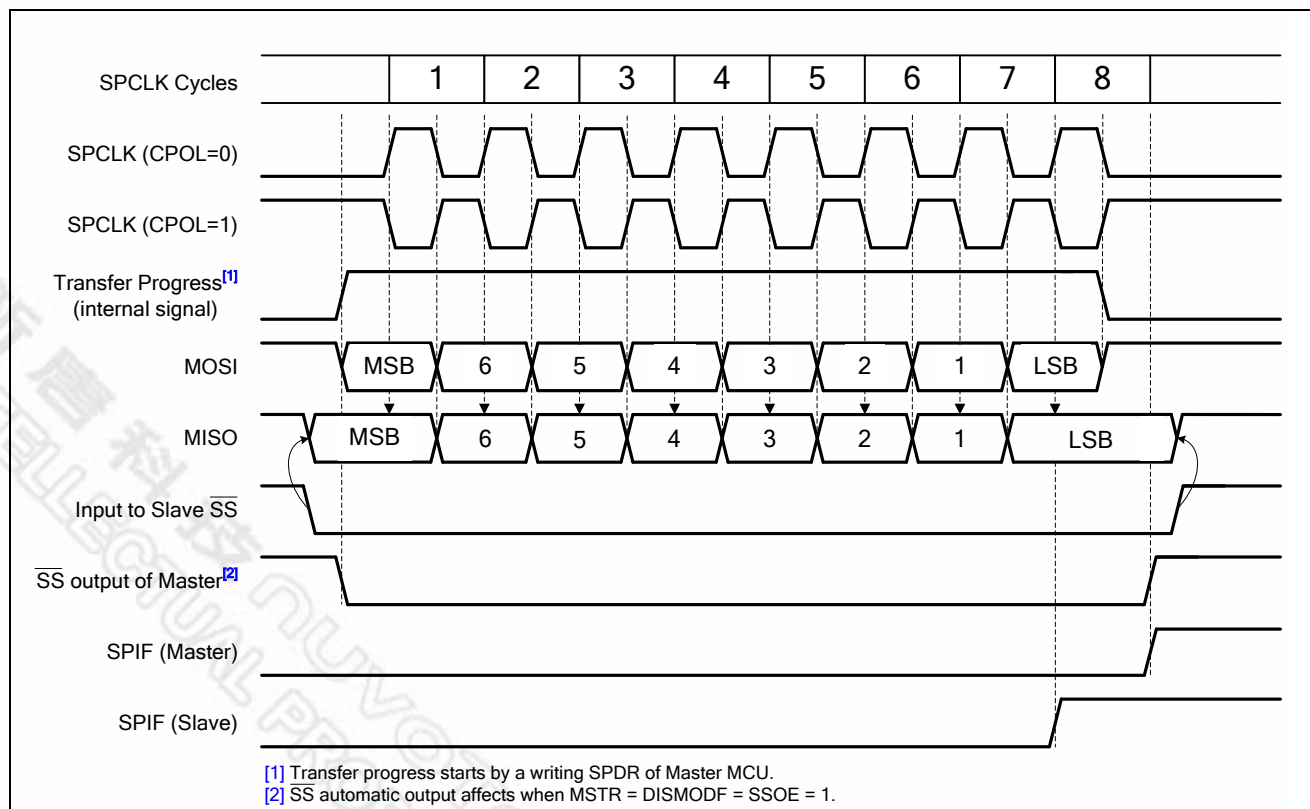 SPCLK Cycles 1 2 3 4 5 6 7 8
SPCLK (CPOL=0)
SPCLK (CPOL=1)
Transfer Progress[1]
(internal signal)
MOSI MSB 6 5 4 3 2 1 LSB
MISO MSB 6 5 4 3 2 1 LSB
Input to Slave SS
SS output of Master[2]
SPIF (Master)
SPIF (Slave)
[1] Transfer progress starts by a writing SPDR of Master MCU.
[2] SS automatic output affects when MSTR = DISMODF = SSOE = 1.